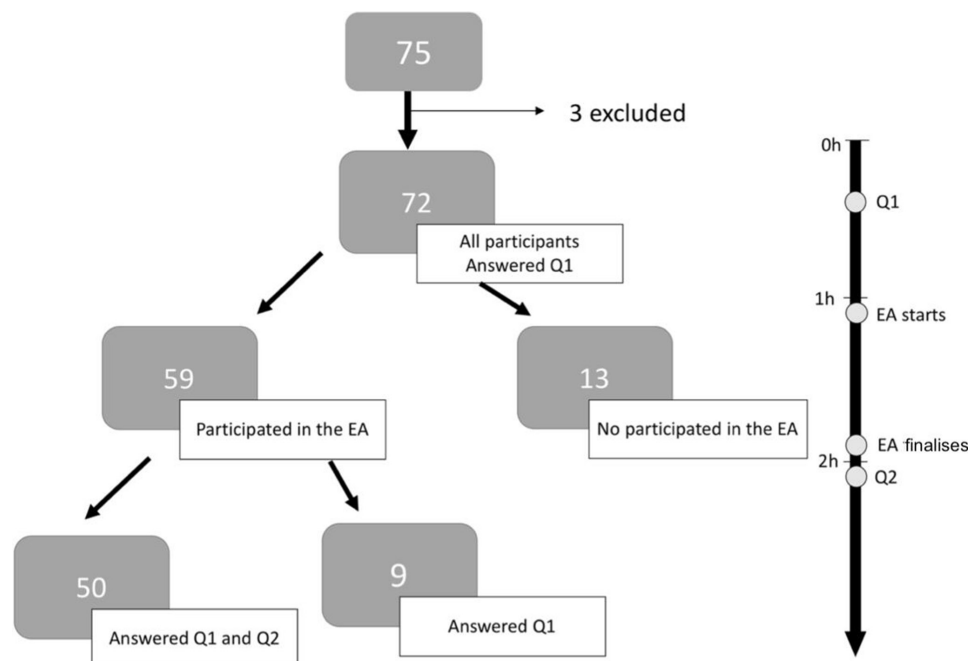 75
3 excluded
72
All participants
Answered Q1
59
Participated in the EA
13
No participated in the EA
50
Answered Q1 and Q2
9
Answered Q1
0h
Q1
1h
EA starts
EA finalises
2h
Q2